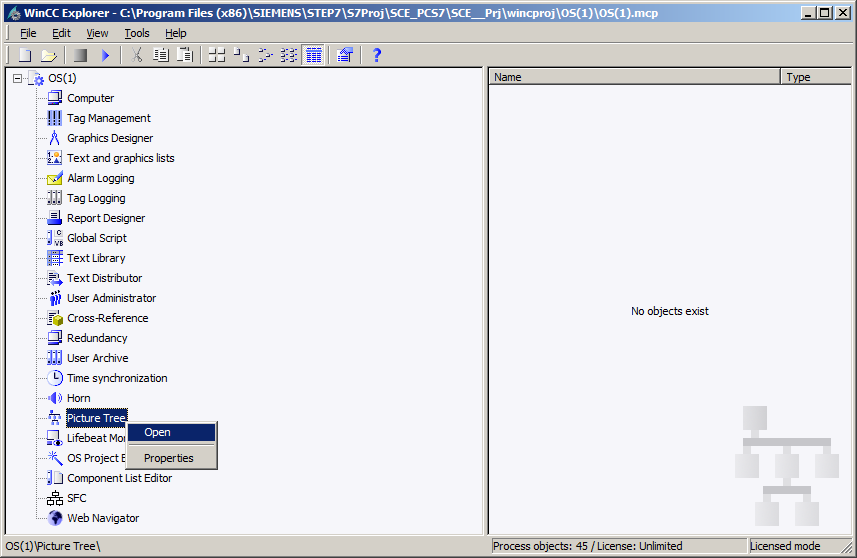 WinCC Explorer - C:\Program Files (x86)\SIEMENS\STEP7\S7Proj\SCE_PCS7\SCE__Prj\wincproj\OS(1)\OS(1).mcp
File Edit View Tools Help
OS(1)
Computer
Tag Management
Graphics Designer
Text and graphics lists
Alarm Logging
Tag Logging
Report Designer
Global Script
Text Library
Text Distributor
User Administrator
Cross-Reference
Redundancy
User Archive
Time synchronization
Horn
Picture Tree
Lifebeat Mo
OS Project E
Component List Editor
SFC
Web Navigator
Open
Properties
Name Type
No objects exist
OS(1)\Picture Tree\
Process objects: 45 / License: Unlimited
Licensed mode